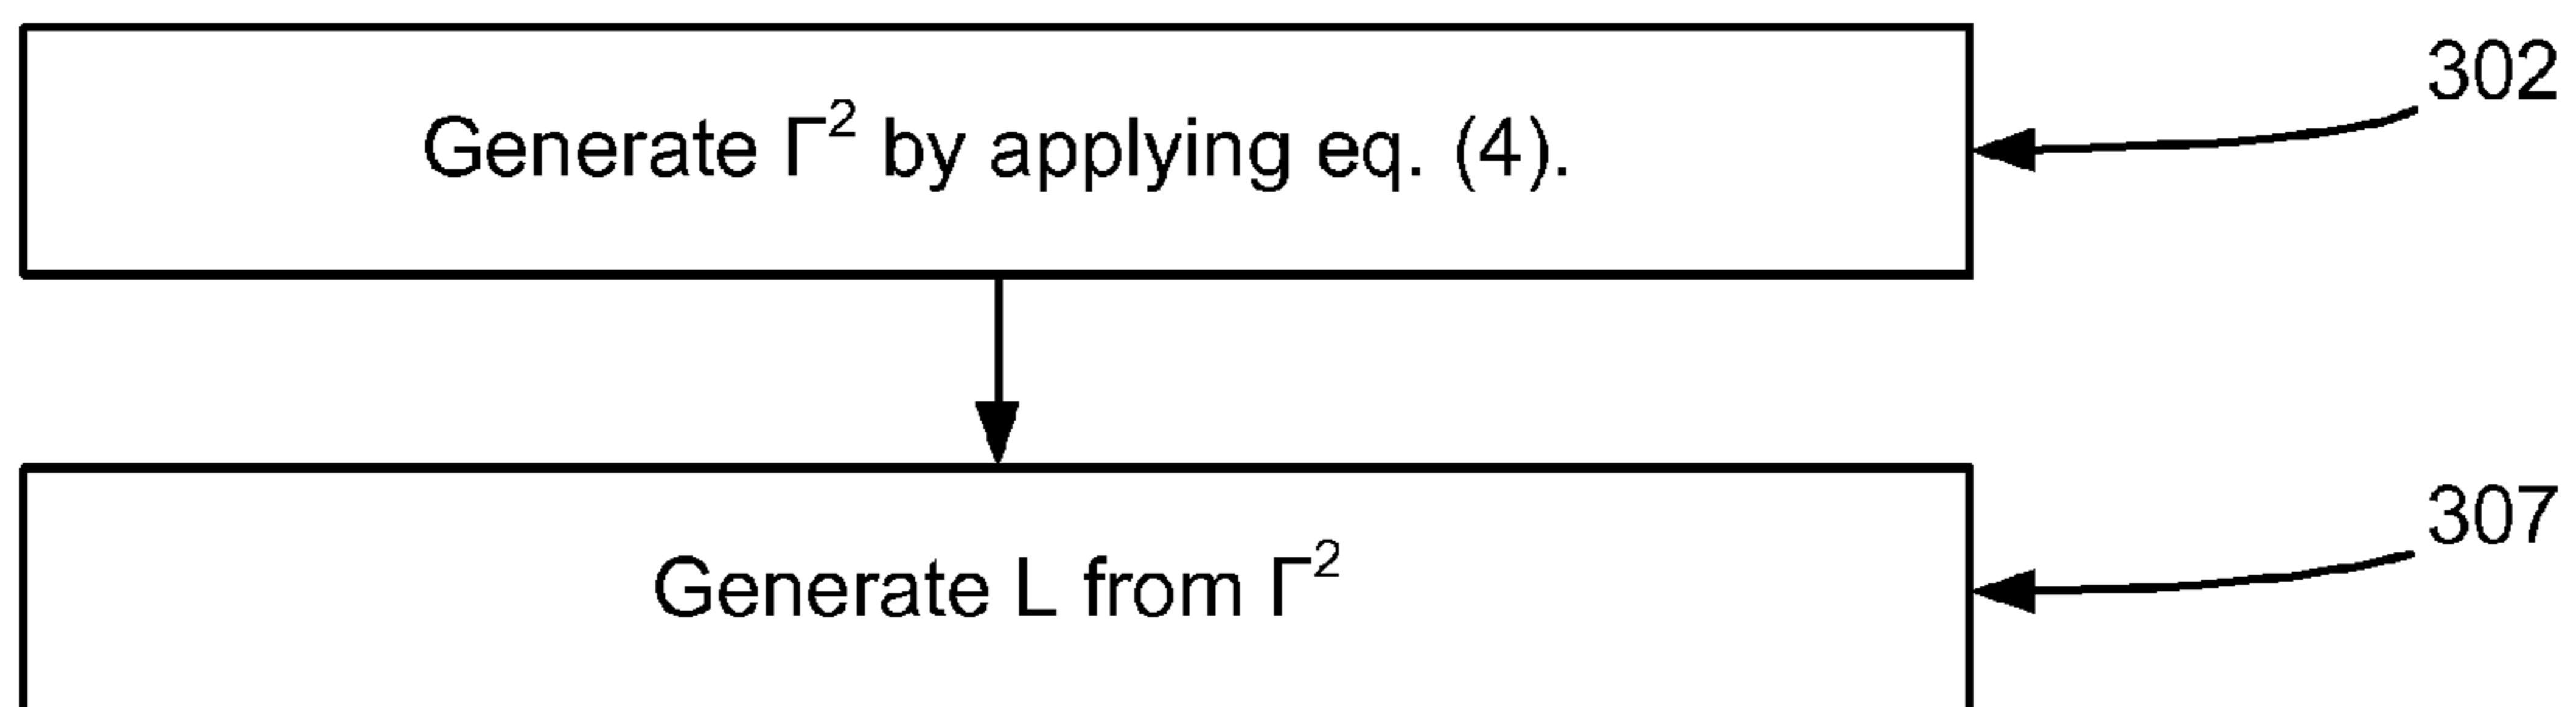 302
Generate Γ² by applying eq. (4).
307
Generate L from Γ²